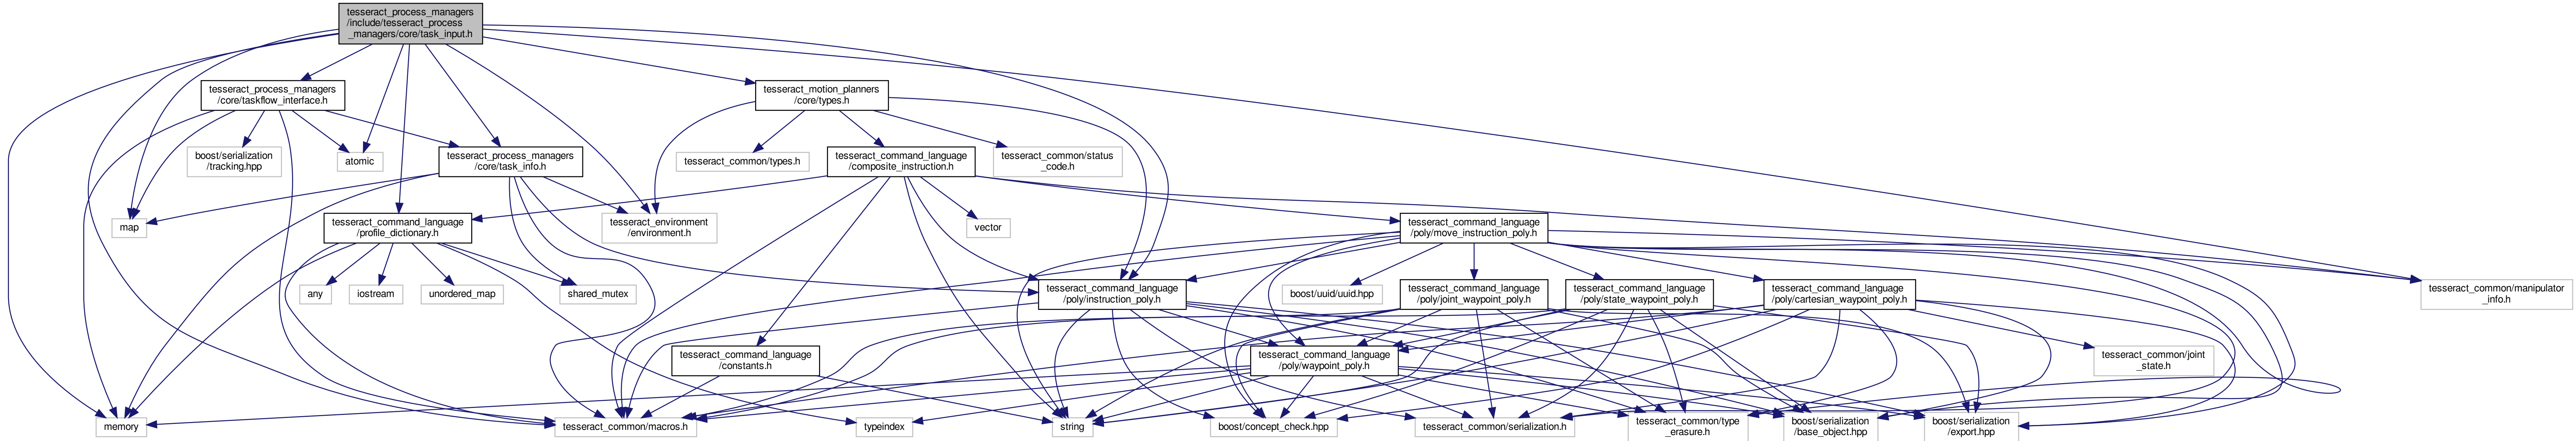 tesseract_process_managers
/include/tesseract_process
_managers/core/task_input.h
tesseract_process_managers
/core/taskflow_interface.h
tesseract_motion_planners
/core/types.h
boost/serialization
/tracking.hpp
atomic
tesseract_process_managers
/core/task_info.h
tesseract_common/types.h
tesseract_command_language
/composite_instruction.h
tesseract_common/status
_code.h
map
tesseract_command_language
/profile_dictionary.h
tesseract_environment
/environment.h
vector
tesseract_command_language
/poly/move_instruction_poly.h
any
iostream
unordered_map
shared_mutex
tesseract_command_language
/poly/instruction_poly.h
boost/uuid/uuid.hpp
tesseract_command_language
/poly/joint_waypoint_poly.h
tesseract_command_language
/poly/state_waypoint_poly.h
tesseract_command_language
/poly/cartesian_waypoint_poly.h
tesseract_common/manipulator
_info.h
tesseract_command_language
/constants.h
tesseract_command_language
/poly/waypoint_poly.h
tesseract_common/joint
_state.h
memory
tesseract_common/macros.h
typeindex
string
boost/concept_check.hpp
tesseract_common/serialization.h
tesseract_common/type
_erasure.h
boost/serialization
/base_object.hpp
boost/serialization
/export.hpp